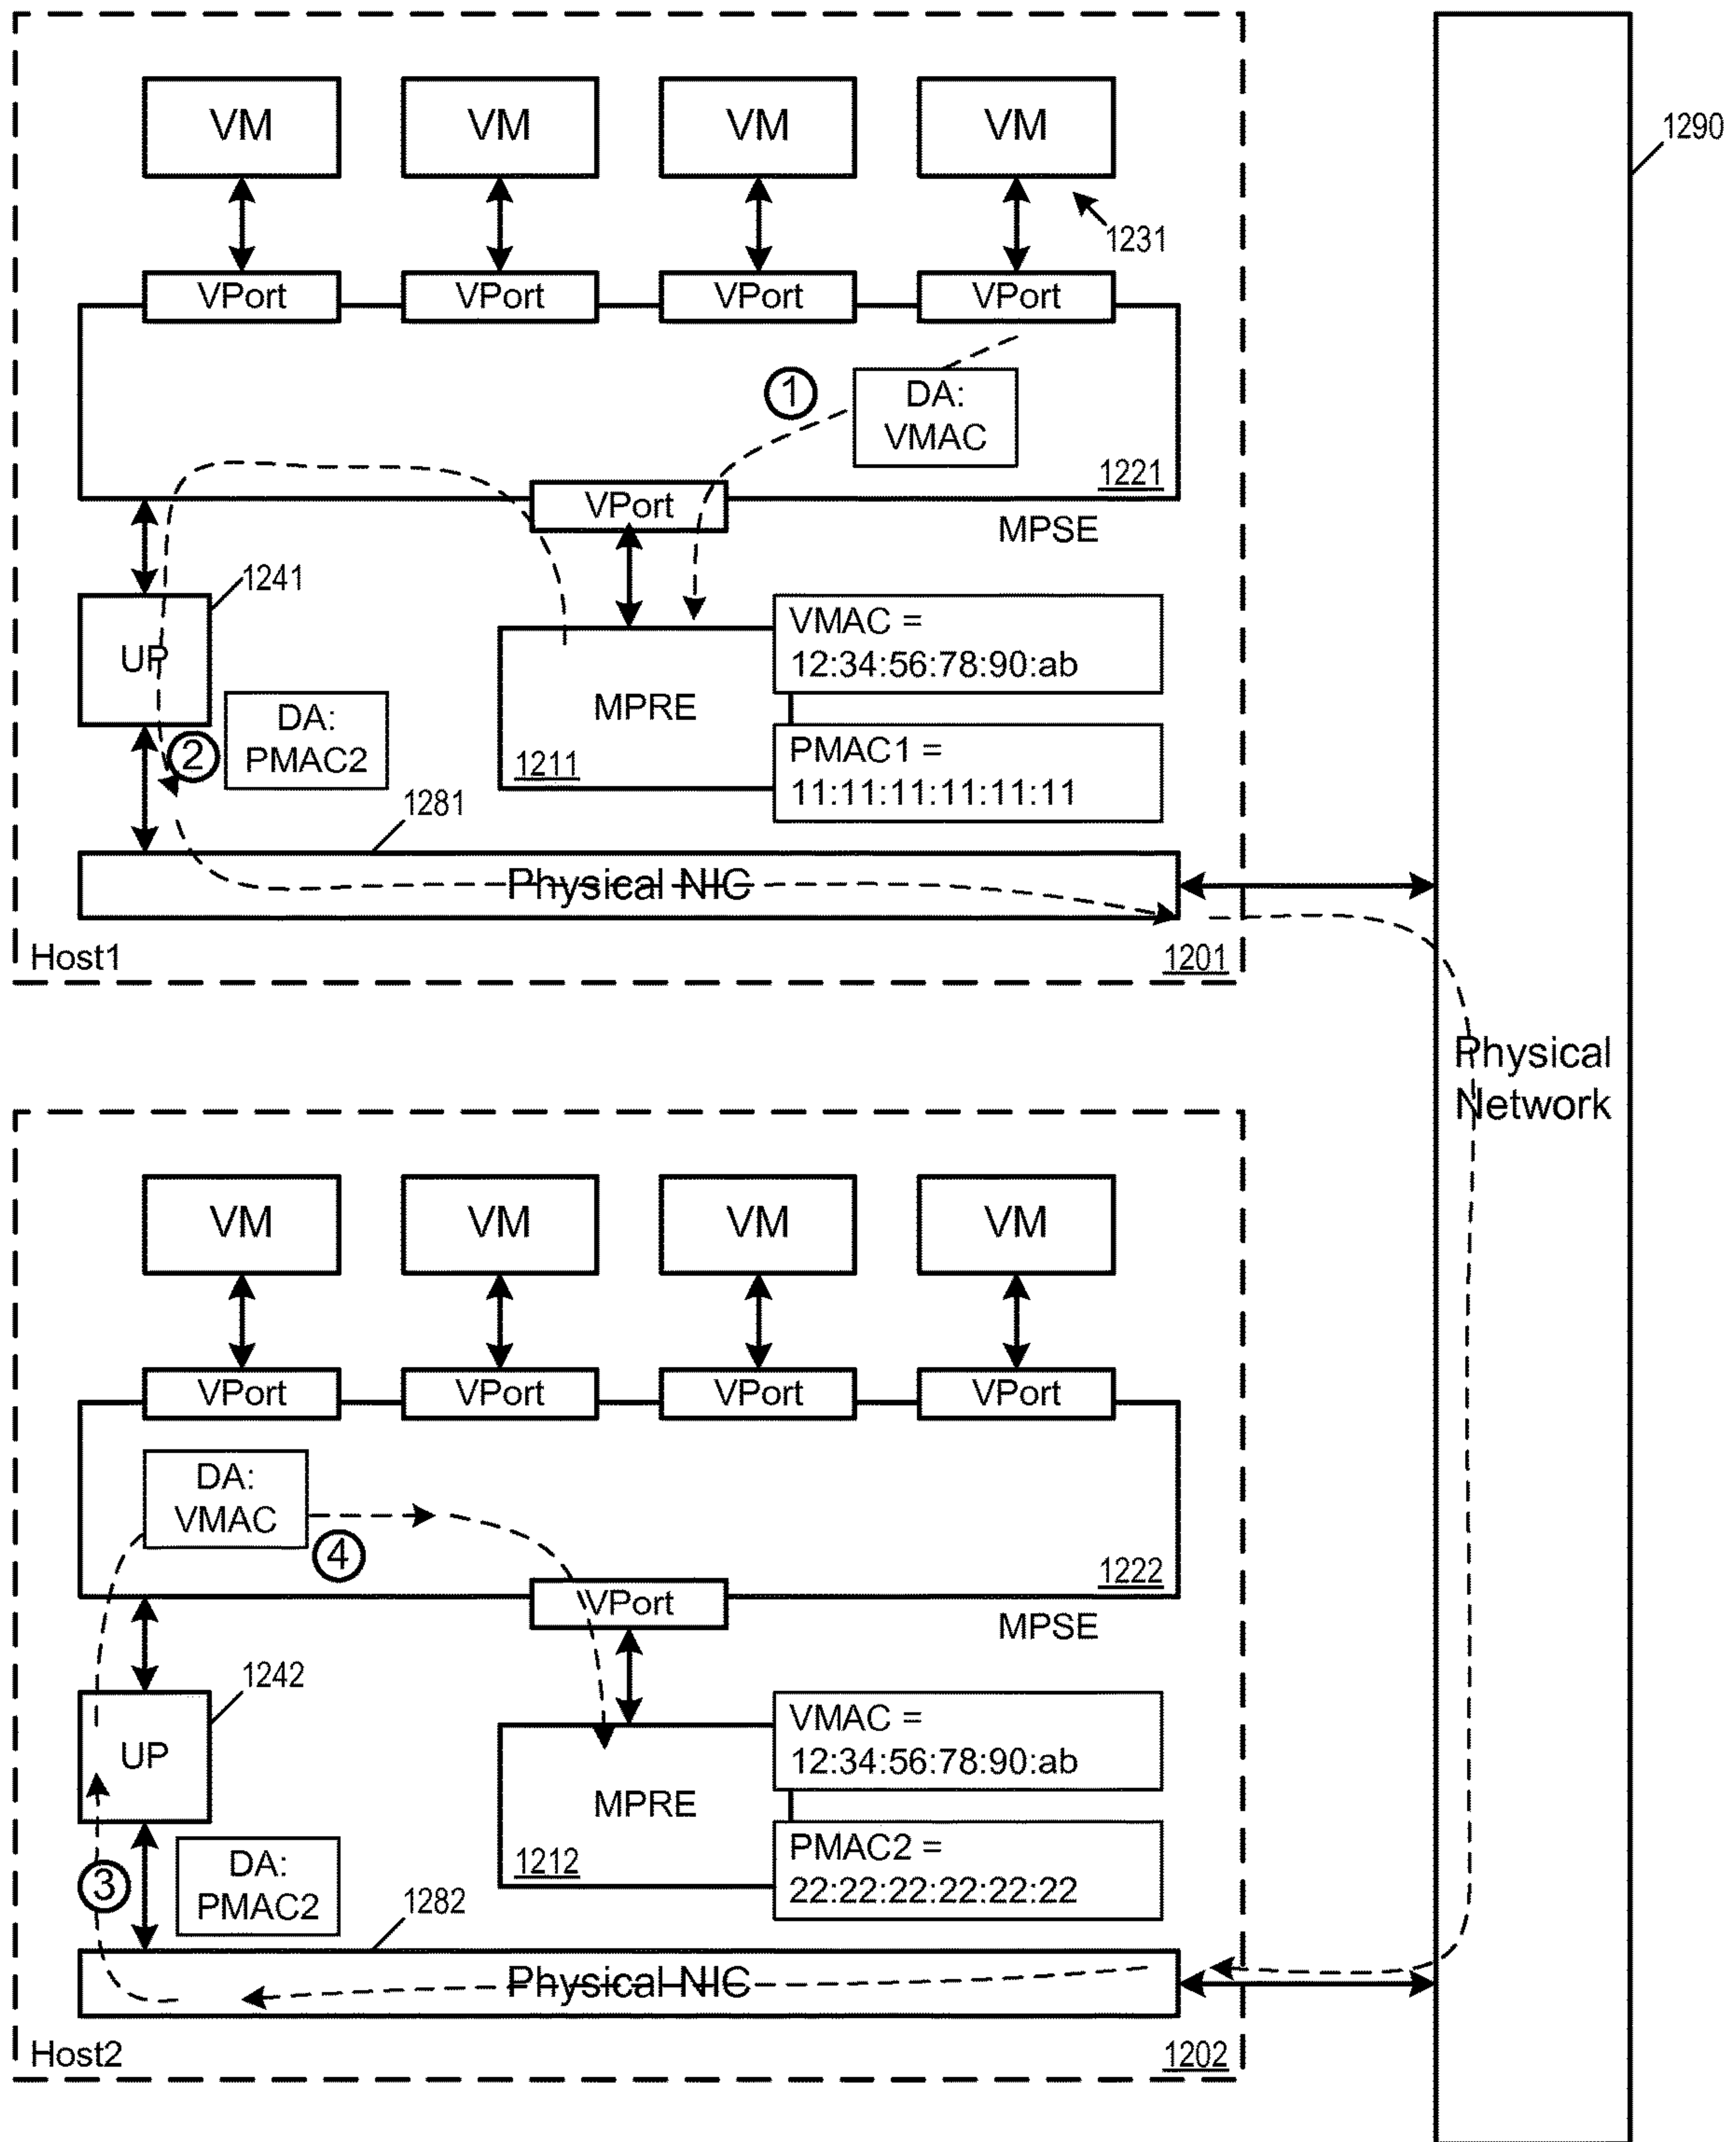 VM VM VM VM
1290
1231
VPort VPort VPort VPort
1
DA:
VMAC
1221
VPort
MPSE
1241
UP
VMAC =
12:34:56:78:90:ab
MPRE
1211
PMAC1 =
11:11:11:11:11:11
2
DA:
PMAC2
1281
Physical NIC
Host1
1201
Physical
Network
VM VM VM VM
VPort VPort VPort VPort
DA:
VMAC
4
1222
VPort
MPSE
1242
UP
VMAC =
12:34:56:78:90:ab
MPRE
1212
PMAC2 =
22:22:22:22:22:22
3
DA:
PMAC2
1282
Physical NIC
Host2
1202